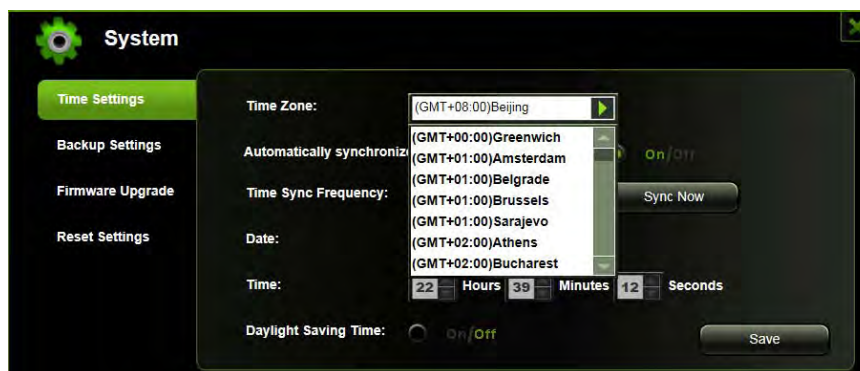 System
Time Settings
Backup Settings
Firmware Upgrade
Reset Settings
Time Zone:
(GMT+08:00)Beijing
(GMT+00:00)Greenwich
(GMT+01:00)Amsterdam
(GMT+01:00)Belgrade
(GMT+01:00)Brussels
(GMT+01:00)Sarajevo
(GMT+02:00)Athens
(GMT+02:00)Bucharest
Automatically synchroniz
On/Off
Time Sync Frequency:
Sync Now
Date:
Time:
22 Hours 39 Minutes 12 Seconds
Daylight Saving Time:
On/Off
Save